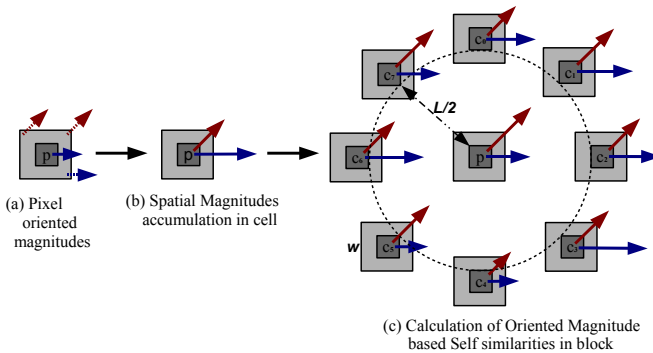 c₀
c₇
c₁
L/2
p
p
c₆
p
c₂
(a) Pixel
oriented
magnitudes
(b) Spatial Magnitudes
accumulation in cell
w
c₅
c₃
c₄
(c) Calculation of Oriented Magnitude
based Self similarities in block